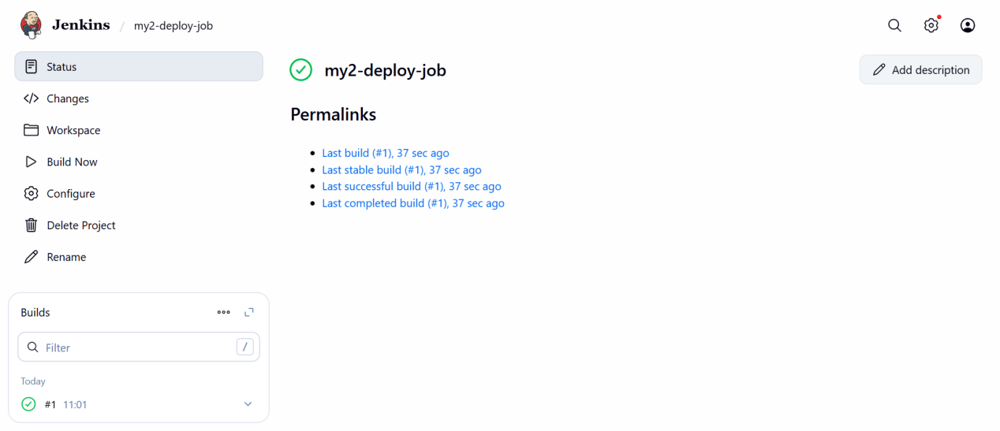 Jenkins / my2-deploy-job
Status
Changes
Workspace
Build Now
Configure
Delete Project
Rename
Builds
Filter /
Today
#1 11:01
my2-deploy-job
Add description
Permalinks
Last build (#1), 37 sec ago
Last stable build (#1), 37 sec ago
Last successful build (#1), 37 sec ago
Last completed build (#1), 37 sec ago